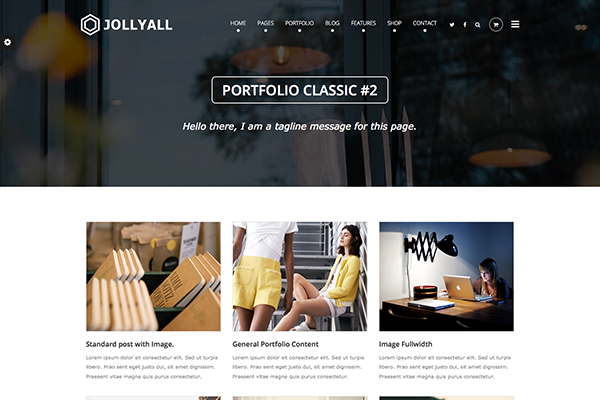 JOLLYALL
HOME PAGES PORTFOLIO BLOG FEATURES SHOP CONTACT
PORTFOLIO CLASSIC #2
Hello there, I am a tagline message for this page.
Standard post with Image.
Lorem ipsum dolor sit consectetur elit. Sed ut turpis
libero. Prao sent eget justo dui, sit amet dignissim.
Praesent vitae magna quis purus consectetur.
General Portfolio Content
Lorem ipsum dolor sit consectetur elit. Sed ut turpis
libero. Prao sent eget justo dui, sit amet dignissim.
Praesent vitae magna quis purus consectetur.
Image Fullwidth
Lorem ipsum dolor sit consectetur elit. Sed ut turpis
libero. Prao sent eget justo dui, sit amet dignissim.
Praesent vitae magna quis purus consectetur.